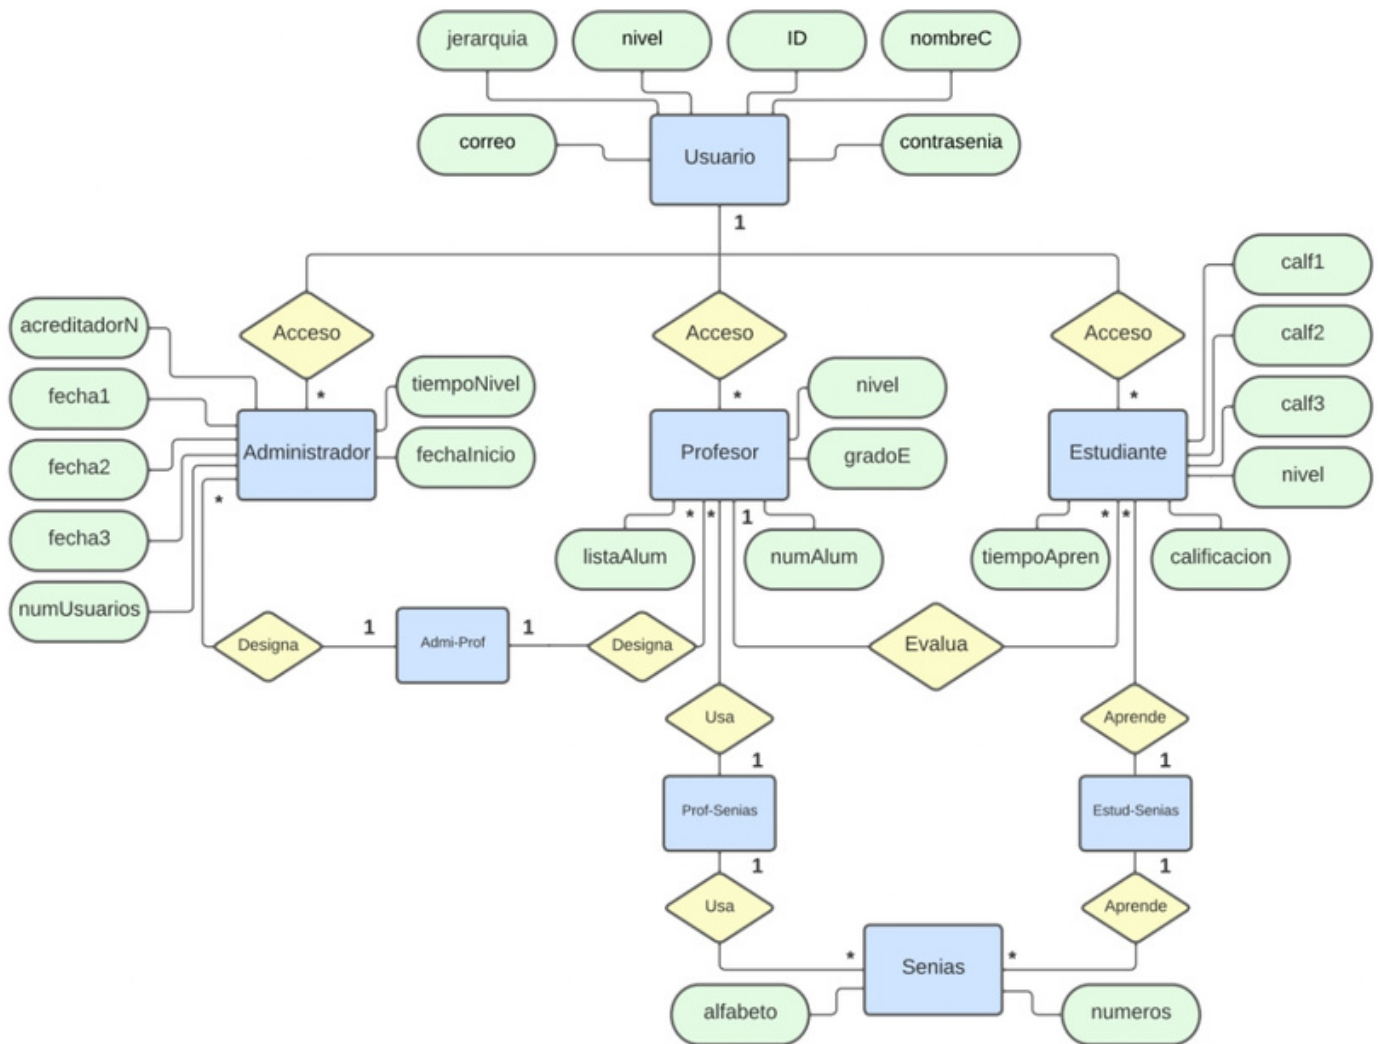 jerarquia
nivel
ID
nombreC
correo
Usuario
contrasenia
1
calf1
acreditadorN
Acceso
Acceso
Acceso
calf2
*
*
*
tiempoNivel
nivel
fecha1
calf3
Administrador
fechaInicio
Profesor
gradoE
Estudiante
fecha2
nivel
*
*
*
1
*
*
fecha3
listaAlum
numAlum
tiempoApren
calificacion
numUsuarios
Designa
1
Admi-Prof
1
Designa
Evalua
Usa
Aprende
1
1
Prof-Senias
Estud-Senias
1
1
Usa
Aprende
*
Senias
*
alfabeto
numeros